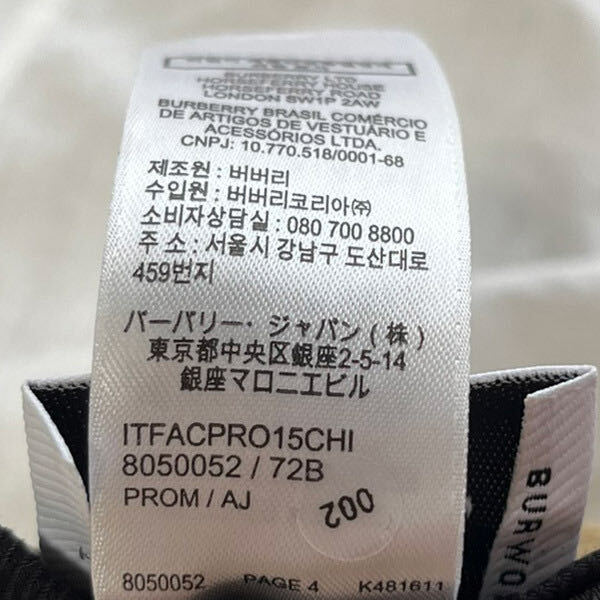 BURBERRY LTD
HORSEFERRY HOUSE
HORSEFERRY ROAD
LONDON SW1P 2AW
BURBERRY BRASIL COMÉRCIO
DE ARTIGOS DE VESTUÁRIO E
ACESSÓRIOS LTDA.
CNPJ: 10.770.518/0001-68
제조원 : 버버리
수입원 : 버버리코리아㈜
소비자상담실 : 080 700 8800
주 소 : 서울시 강남구 도산대로
459번지
バーバリー・ジャパン(株)
東京都中央区銀座2-5-14
銀座マロニエビル
ITFACPRO15CHI
8050052 / 72B
PROM / AJ
002
8050052 PAGE 4 K481611